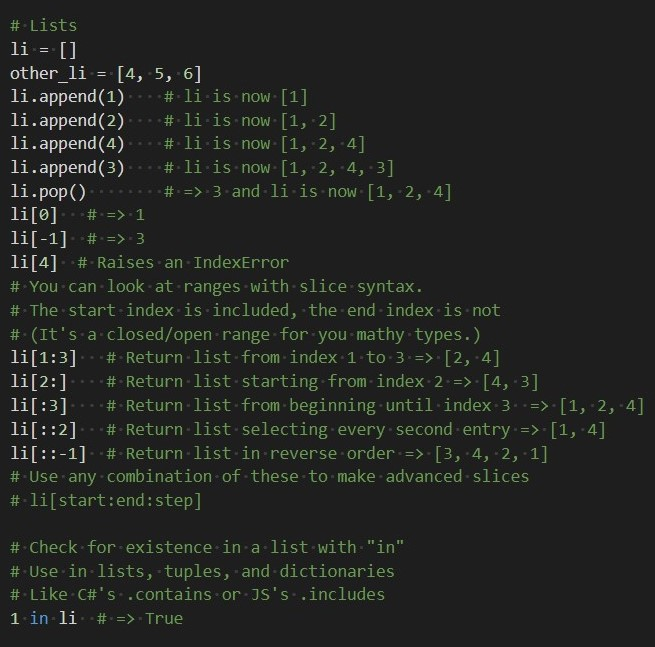 # Lists
li = []
other_li = [4, 5, 6]
li.append(1)    # li is now [1]
li.append(2)    # li is now [1, 2]
li.append(4)    # li is now [1, 2, 4]
li.append(3)    # li is now [1, 2, 4, 3]
li.pop()        # => 3 and li is now [1, 2, 4]
li[0]   # => 1
li[-1]  # => 3
li[4]  # Raises an IndexError
# You can look at ranges with slice syntax.
# The start index is included, the end index is not
# (It's a closed/open range for you mathy types.)
li[1:3]   # Return list from index 1 to 3 => [2, 4]
li[2:]    # Return list starting from index 2 => [4, 3]
li[:3]    # Return list from beginning until index 3  => [1, 2, 4]
li[::2]   # Return list selecting every second entry => [1, 4]
li[::-1]  # Return list in reverse order => [3, 4, 2, 1]
# Use any combination of these to make advanced slices
# li[start:end:step]

# Check for existence in a list with "in"
# Use in lists, tuples, and dictionaries
# Like C#'s .contains or JS's .includes
1 in li  # => True